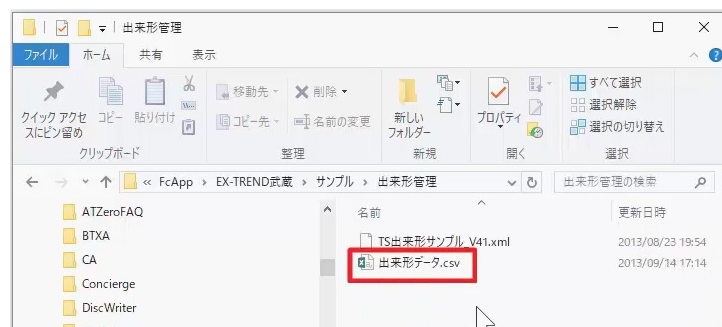 出来形管理
ファイル ホーム 共有 表示
クイック アクセスにピン留め コピー 貼り付け
移動先 削除
コピー先 名前の変更
新しいフォルダー
プロパティ
すべて選択
選択解除
選択の切り替え
クリップボード 整理 新規 開く 選択
« FcApp › EX-TREND武蔵 › サンプル › 出来形管理
出来形管理の検索
名前 更新日時
ATZeroFAQ
BTXA
CA
Concierge
DiscWriter
TS出来形サンプル_V41.xml 2013/08/23 19:54
出来形データ.csv 2013/09/14 17:14